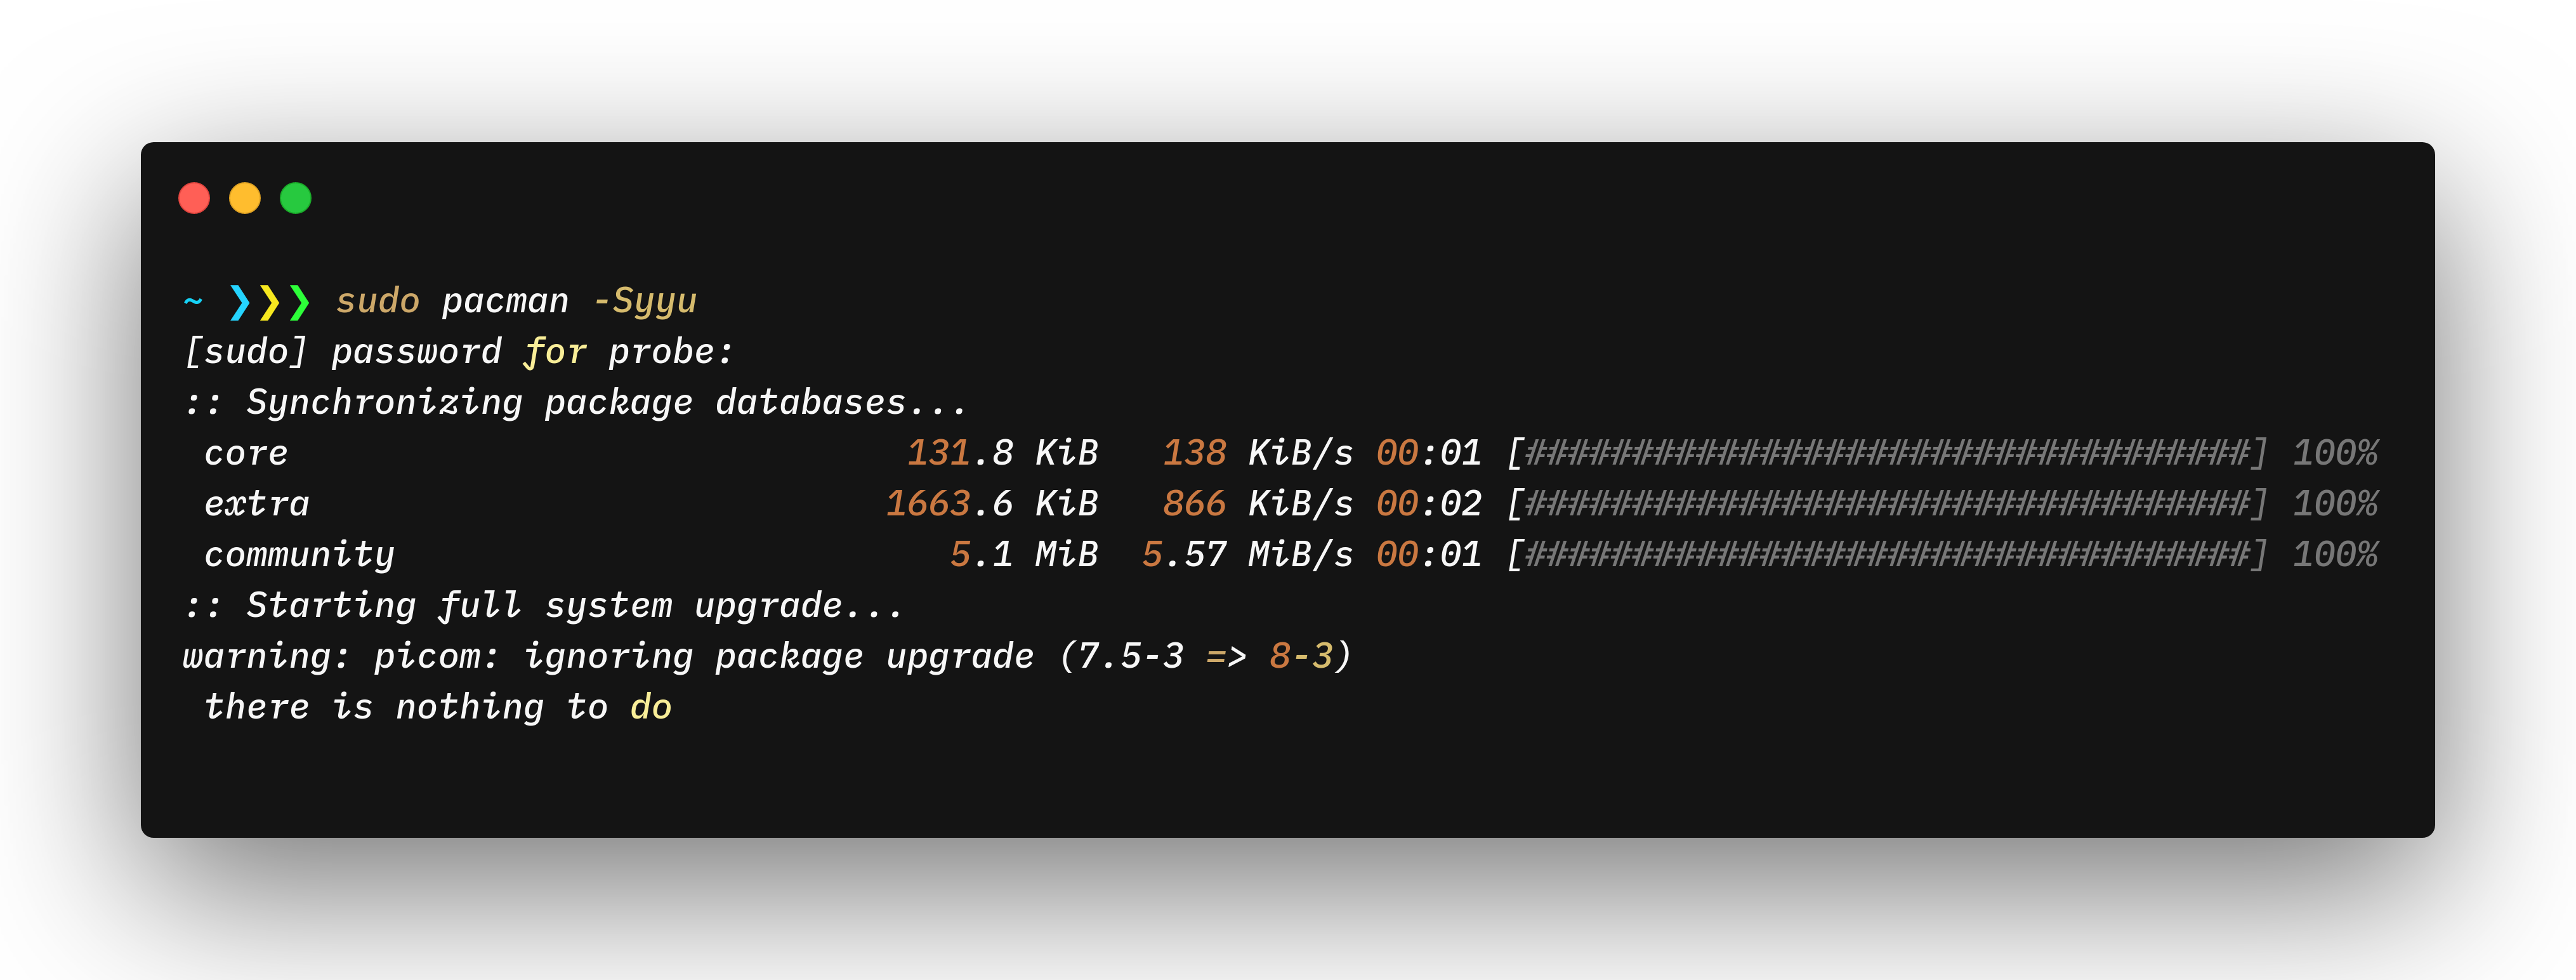 ~ ❯❯❯ sudo pacman -Syyu
[sudo] password for probe:
:: Synchronizing package databases...
 core                             131.8 KiB   138 KiB/s 00:01 [##################################] 100%
 extra                           1663.6 KiB   866 KiB/s 00:02 [##################################] 100%
 community                          5.1 MiB  5.57 MiB/s 00:01 [##################################] 100%
:: Starting full system upgrade...
warning: picom: ignoring package upgrade (7.5-3 => 8-3)
 there is nothing to do